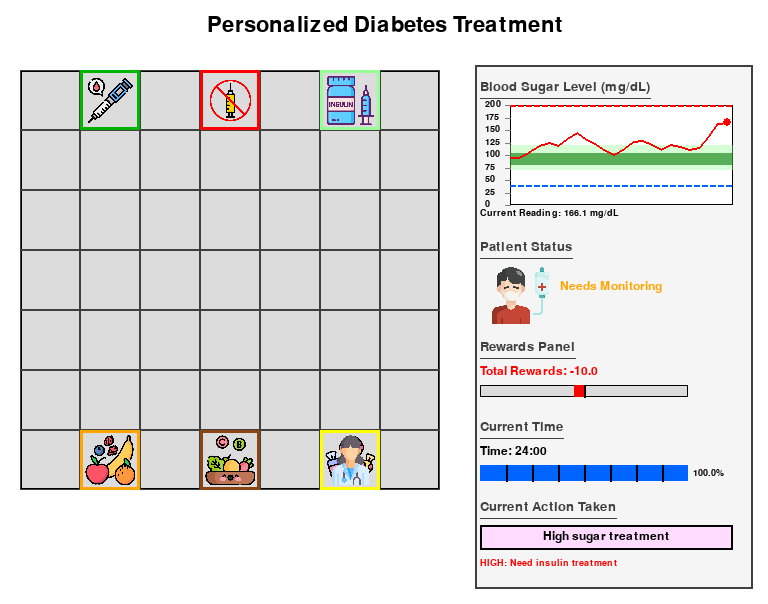 Personalized Diabetes Treatment
INSULIN
C
B
Blood Sugar Level (mg/dL)
200
175
150
125
100
75
50
25
0
Current Reading: 166.1 mg/dL
Patient Status
Needs Monitoring
Rewards Panel
Total Rewards: -10.0
Current Time
Time: 24:00
100.0%
Current Action Taken
High sugar treatment
HIGH: Need insulin treatment